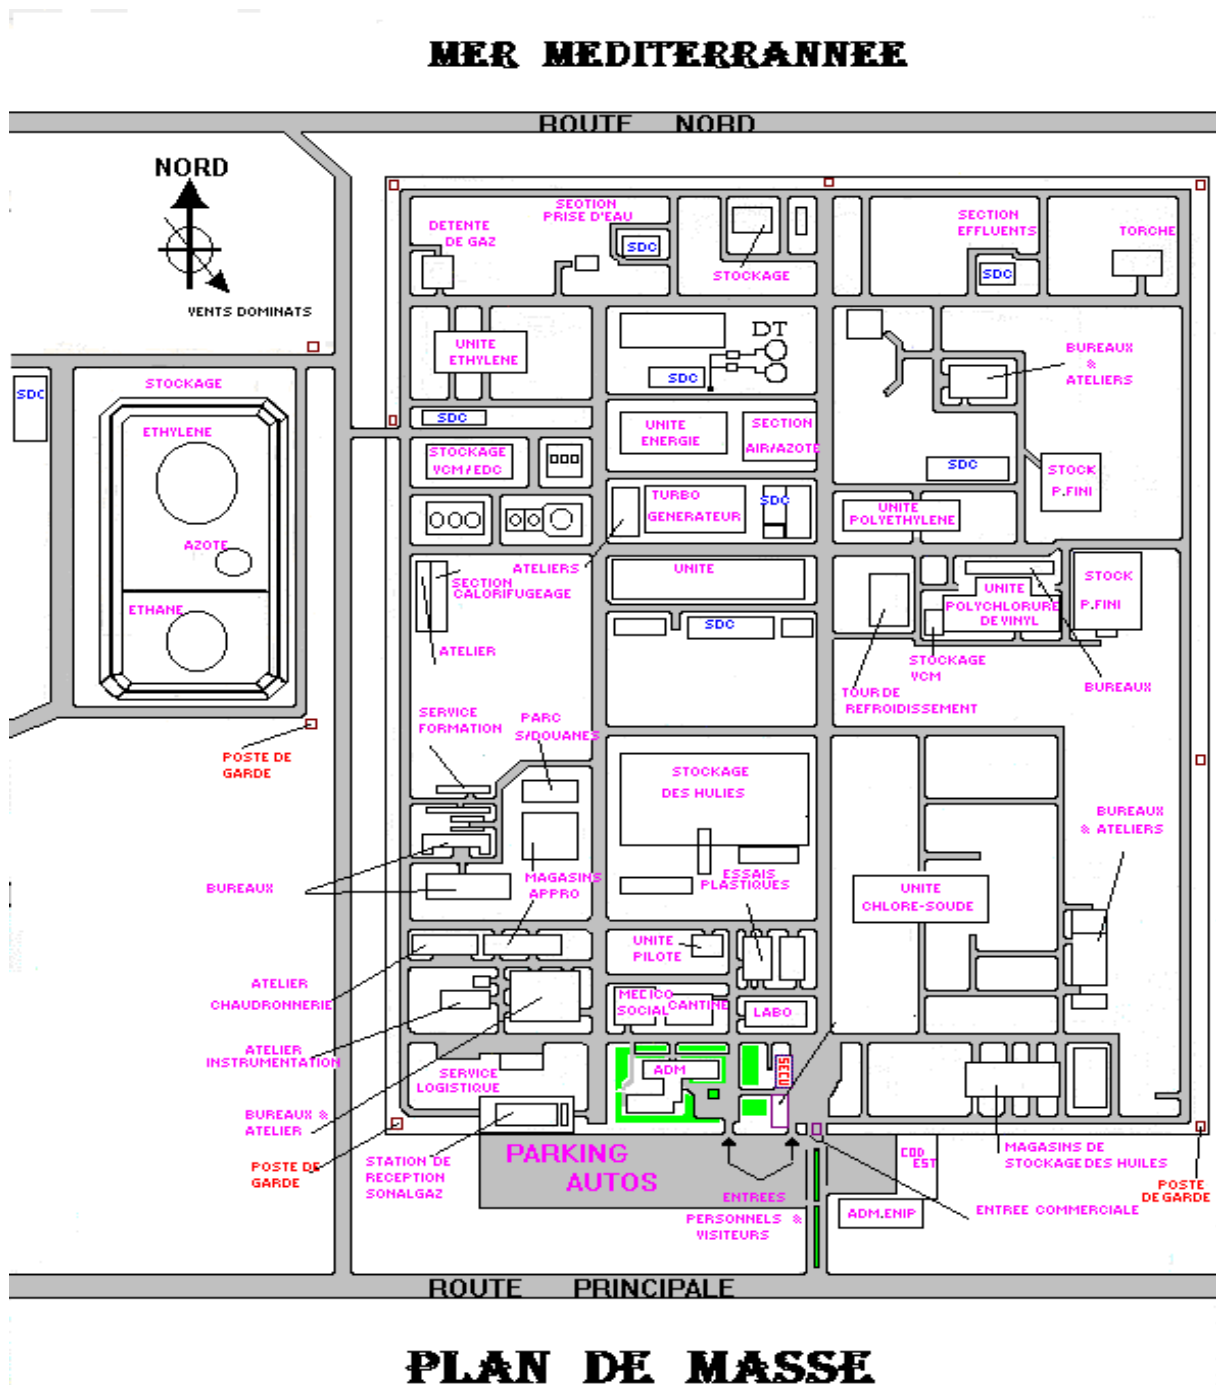 MER MEDITERRANNEE
ROUTE NORD
NORD
VENTS DOMINATS
DETENTE
DE GAZ
SECTION
PRISE D'EAU
SDC
STOCKAGE
SECTION
EFFLUENTS
SDC
TORCHE
UNITE
ETHYLENE
DT
SDC
BUREAUX
&
ATELIERS
STOCKAGE
SDC
ETHYLENE
AZOTE
ETHANE
SDC
STOCKAGE
VCM/EDC
UNITE
ENERGIE
SECTION
AIR/AZOTE
SDC
STOCK
P.FINI
TURBO
GENERATEUR
SDC
UNITE
POLYETHYLENE
ATELIERS
SECTION
CALORIFUGEAGE
ATELIER
UNITE
SDC
UNITE
POLYCHLORURE
DE VINYL
STOCK
P.FINI
STOCKAGE
VCM
BUREAUX
TOUR DE
REFROIDISSEMENT
SERVICE
FORMATION
PARC
S/DOUANES
POSTE DE
GARDE
STOCKAGE
DES HULIES
BUREAUX
& ATELIERS
BUREAUX
MAGASINS
APPRO
ESSAIS
PLASTIQUES
UNITE
CHLORE-SOUDE
UNITE
PILOTE
ATELIER
CHAUDRONNERIE
MECICO
SOCIAL
CANTINE
LABO
ATELIER
INSTRUMENTATION
SERVICE
LOGISTIQUE
ADM
SECU
BUREAUX &
ATELIER
POSTE DE
GARDE
STATION DE
RECEPTION
SONALGAZ
PARKING
AUTOS
ENTREES
PERSONNELS &
VISITEURS
COD
EST
ADM.ENIP
MAGASINS DE
STOCKAGE DES HUILES
ENTREE COMMERCIALE
POSTE
DE GARDE
ROUTE PRINCIPALE
PLAN DE MASSE